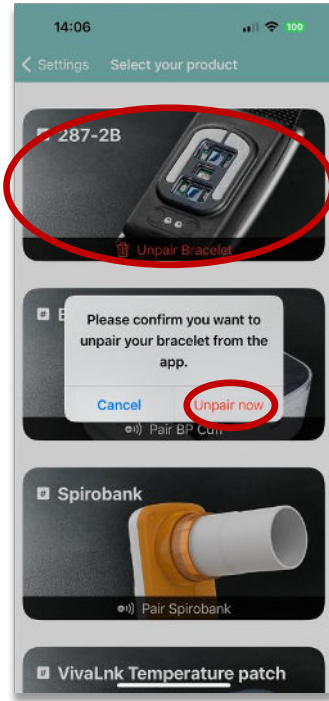 14:06
100
Settings
Select your product
287-2B
Unpair Bracelet
B
Please confirm you want to
unpair your bracelet from the
app.
Cancel
Unpair now
Pair BP Cuff
Spirobank
Pair Spirobank
VivaLnk Temperature patch